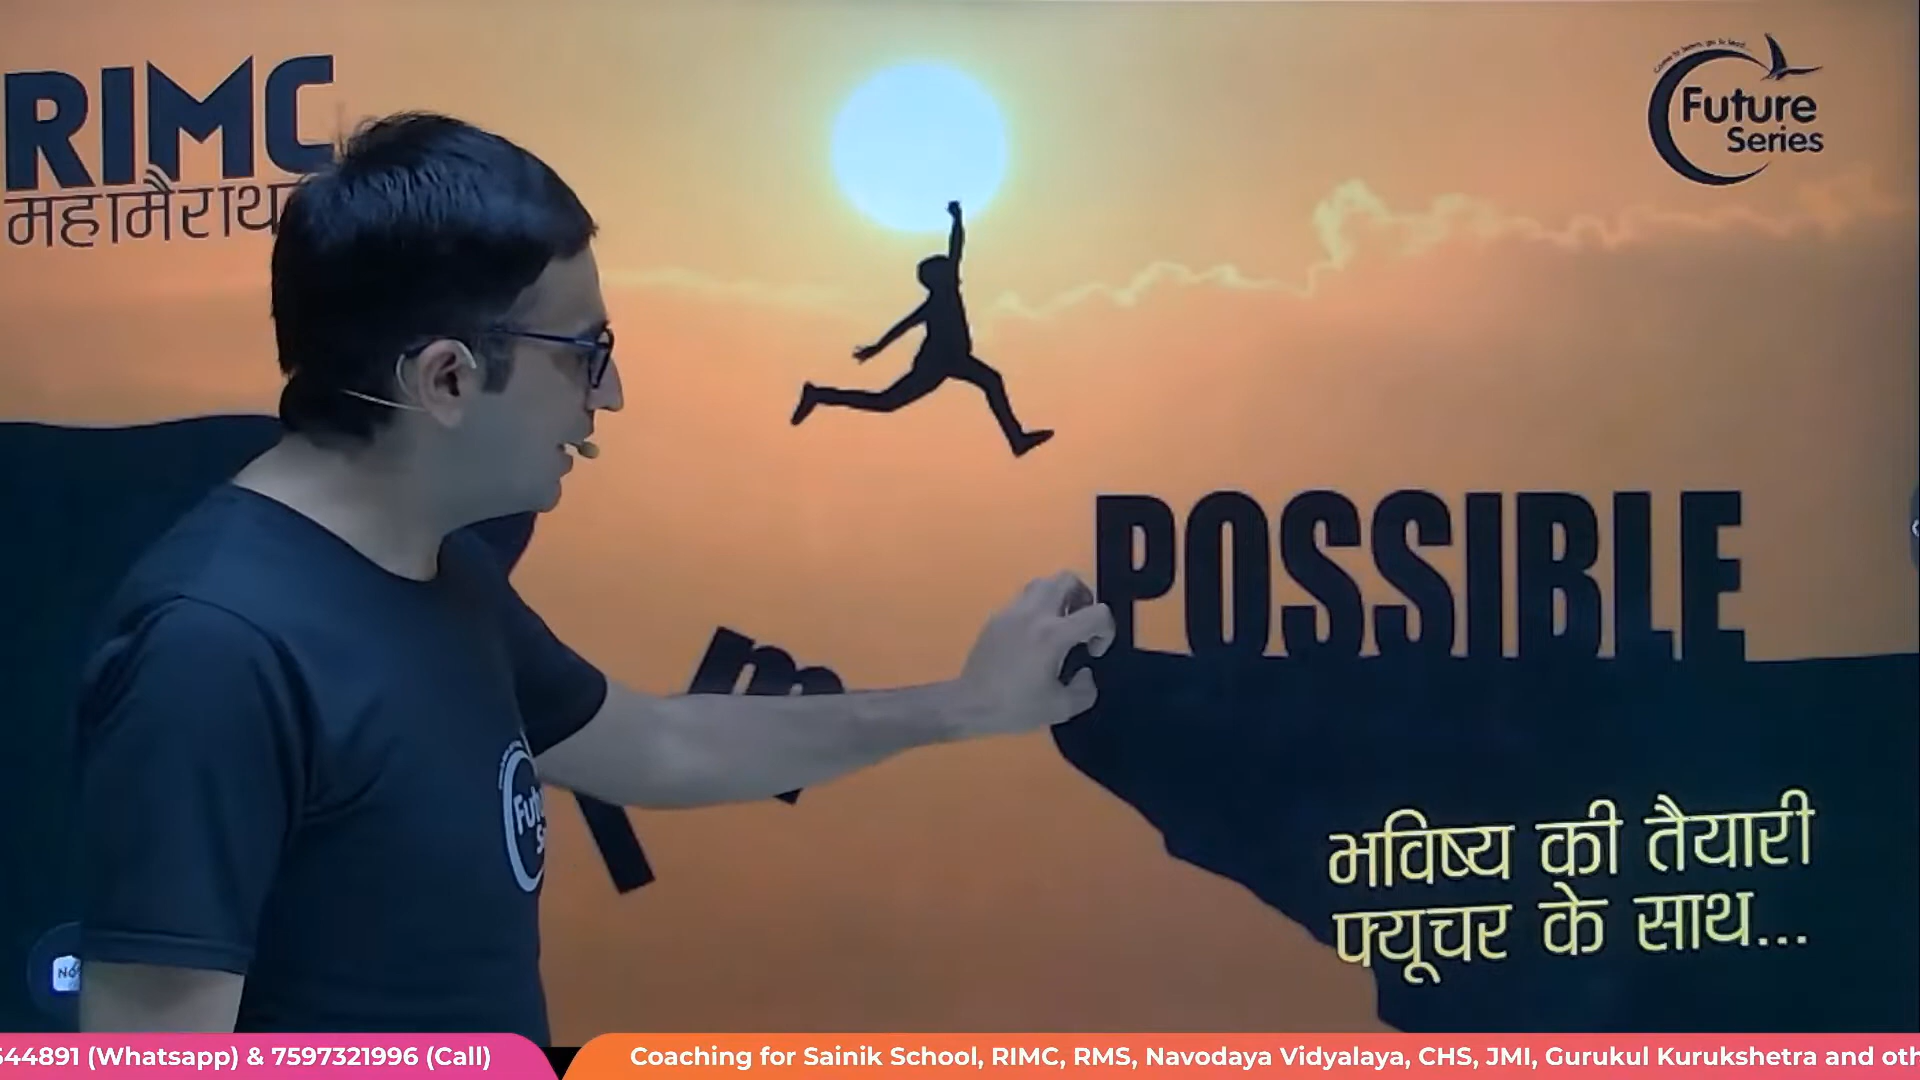 RIMC
महामैराथ
Future
Series
POSSIBLE
m
भविष्य की तैयारी
फ्यूचर के साथ...
544891 (Whatsapp) & 7597321996 (Call)
Coaching for Sainik School, RIMC, RMS, Navodaya Vidyalaya, CHS, JMI, Gurukul Kurukshetra and oth